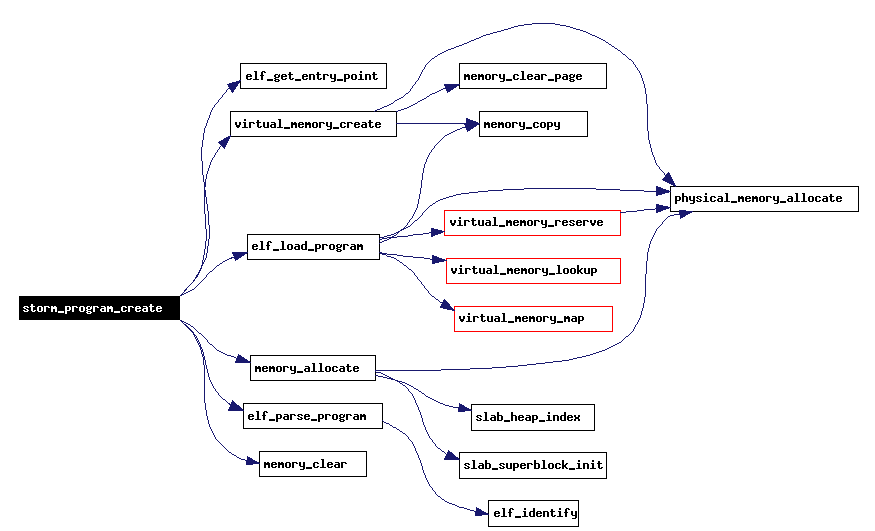 elf_get_entry_point
memory_clear_page
virtual_memory_create
memory_copy
physical_memory_allocate
virtual_memory_reserve
elf_load_program
virtual_memory_lookup
storm_program_create
virtual_memory_map
memory_allocate
elf_parse_program
slab_heap_index
memory_clear
slab_superblock_init
elf_identify